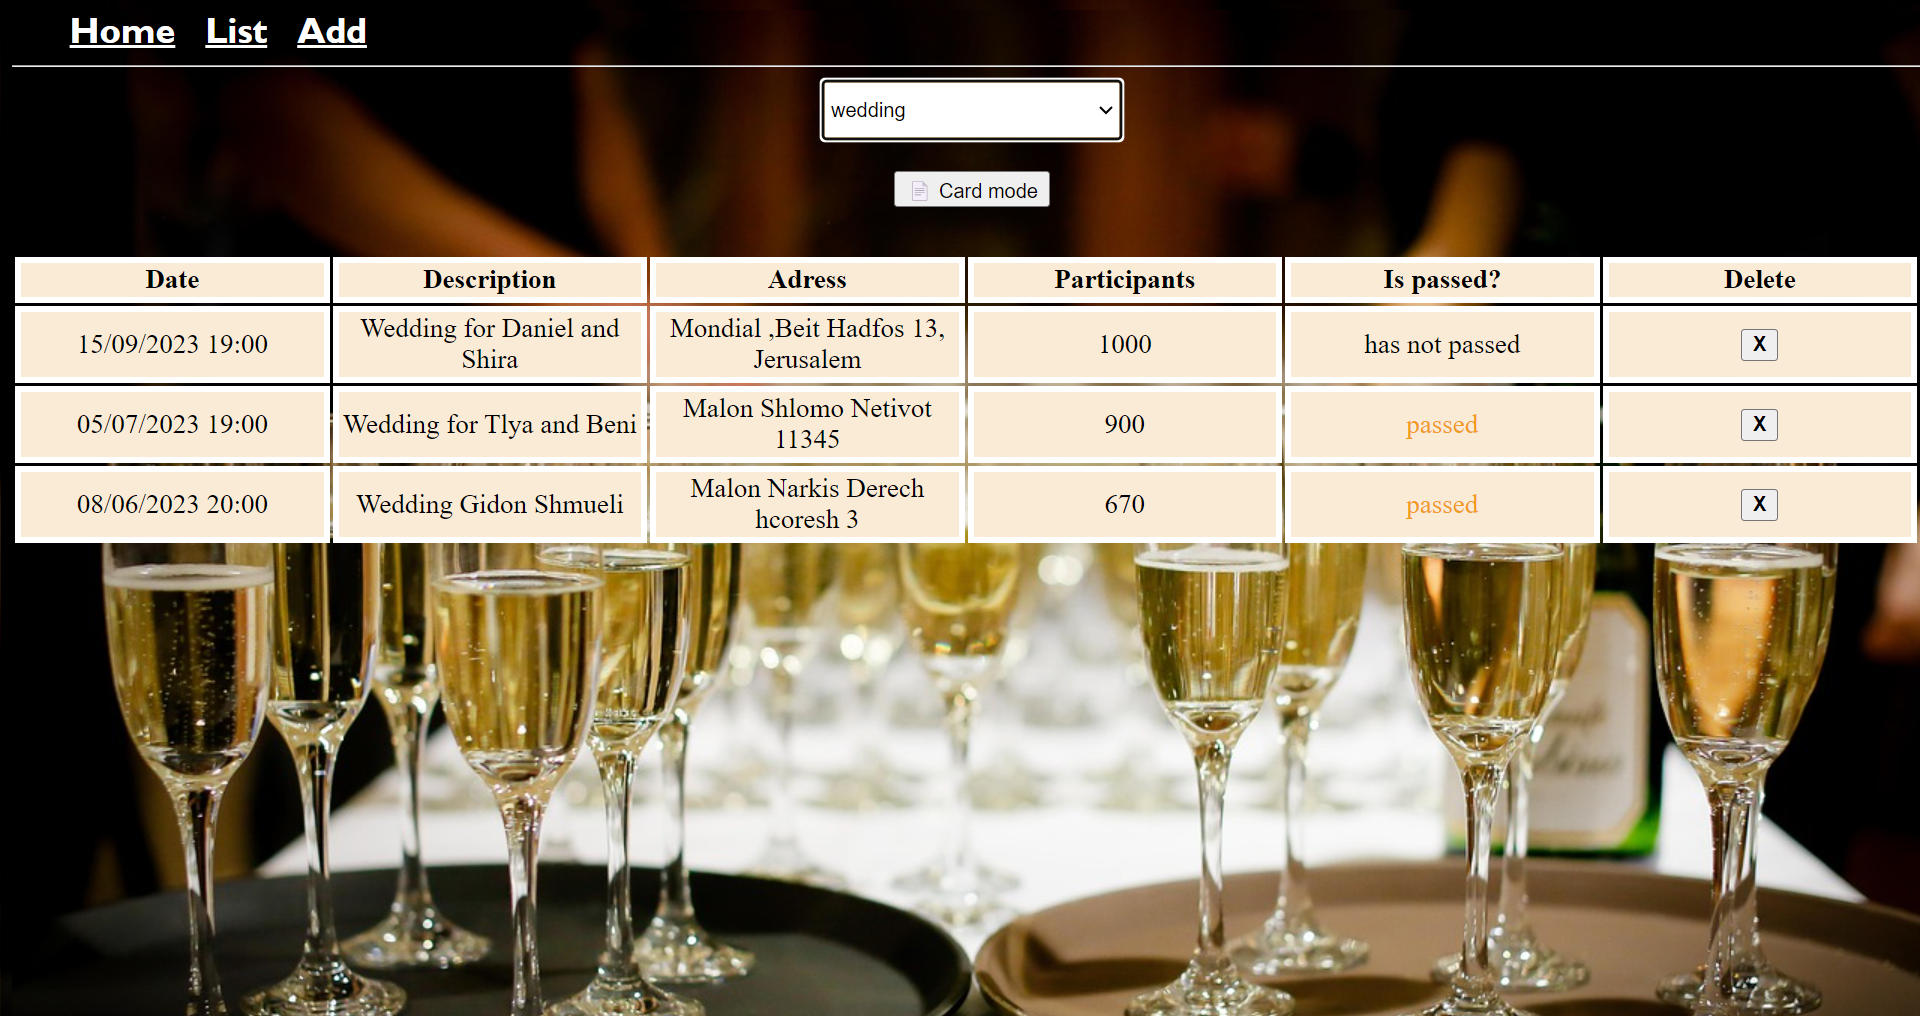 Home List Add
wedding
Card mode
Date Description Adress Participants Is passed? Delete
15/09/2023 19:00 Wedding for Daniel and Shira Mondial ,Beit Hadfos 13, Jerusalem 1000 has not passed X
05/07/2023 19:00 Wedding for Tlya and Beni Malon Shlomo Netivot 11345 900 passed X
08/06/2023 20:00 Wedding Gidon Shmueli Malon Narkis Derech hcoresh 3 670 passed X